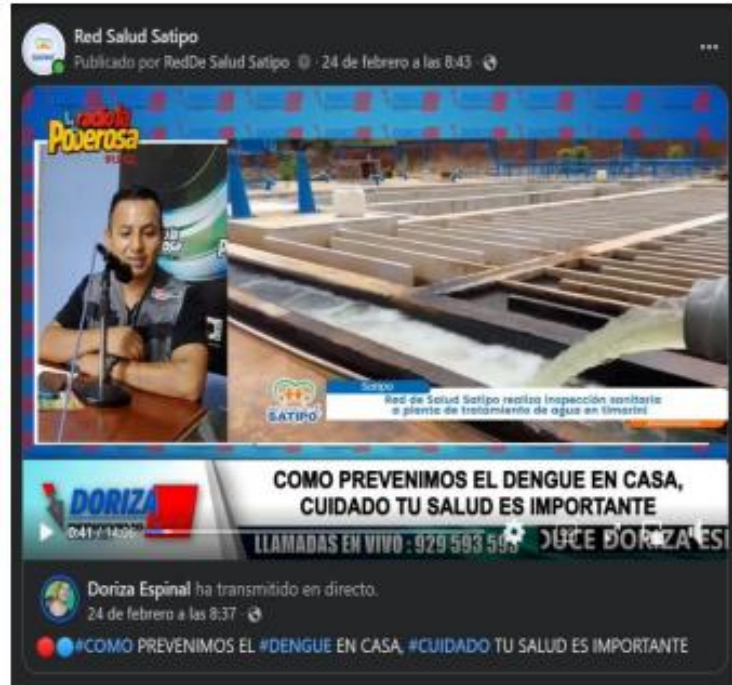 Red Salud Satipo
Publicado por RedDe Salud Satipo · 24 de febrero a las 8:43 ·
radio la
Poderosa
Satipo
Red de Salud Satipo realiza inspección sanitaria
a planta de tratamiento de agua en timarini
SATIPO
DORIZA
COMO PREVENIMOS EL DENGUE EN CASA,
CUIDADO TU SALUD ES IMPORTANTE
0:41 / 14:06
LLAMADAS EN VIVO : 929 593 593
DUCE DORIZA ESI
Doriza Espinal ha transmitido en directo.
24 de febrero a las 8:37 ·
#COMO PREVENIMOS EL #DENGUE EN CASA, #CUIDADO TU SALUD ES IMPORTANTE